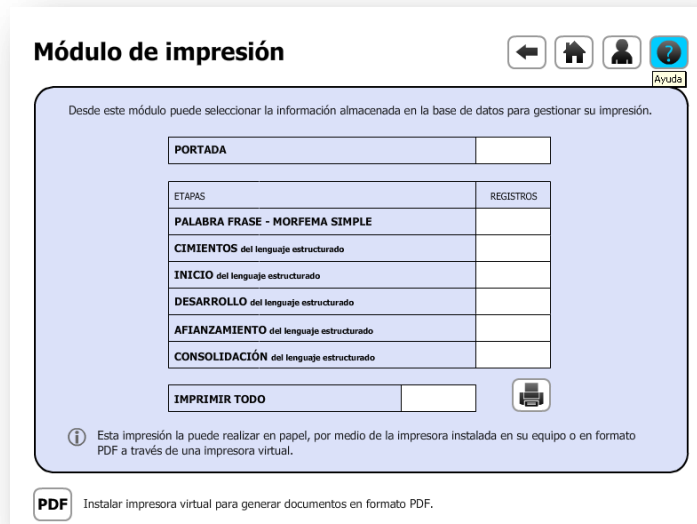 Módulo de impresión
Ayuda
Desde este módulo puede seleccionar la información almacenada en la base de datos para gestionar su impresión.
PORTADA
ETAPAS REGISTROS
PALABRA FRASE - MORFEMA SIMPLE
CIMIENTOS del lenguaje estructurado
INICIO del lenguaje estructurado
DESARROLLO del lenguaje estructurado
AFIANZAMIENTO del lenguaje estructurado
CONSOLIDACIÓN del lenguaje estructurado
IMPRIMIR TODO
Esta impresión la puede realizar en papel, por medio de la impresora instalada en su equipo o en formato
PDF a través de una impresora virtual.
PDF Instalar impresora virtual para generar documentos en formato PDF.